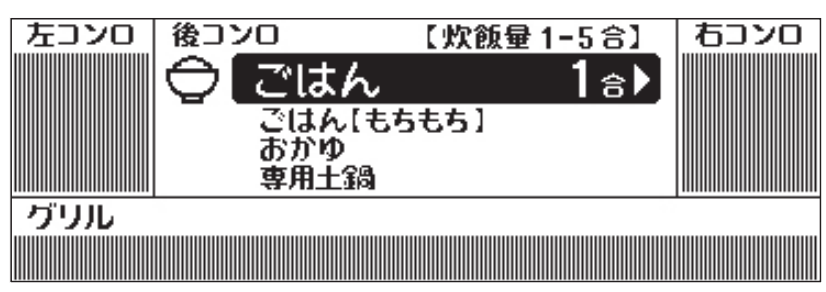 左コンロ
後コンロ 【炊飯量 1-5合】
右コンロ
ごはん 1合
ごはん【もちもち】
おかゆ
専用土鍋
グリル